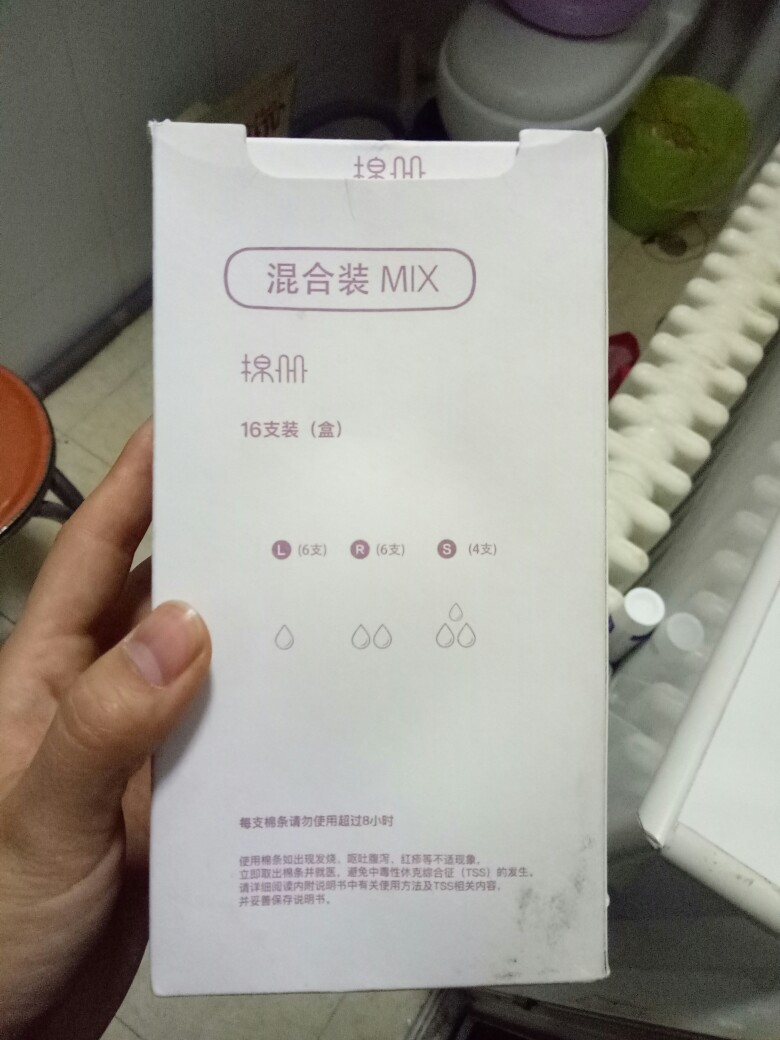 棉册
混合装 MIX
棉册
16支装（盒）
L (6支) R (6支) S (4支)
每支棉条请勿使用超过8小时
使用棉条如出现发烧、呕吐腹泻、红疹等不适现象，
立即取出棉条并就医，避免中毒性休克综合征（TSS）的发生。
请详细阅读内附说明书中有关使用方法及TSS相关内容，
并妥善保存说明书。